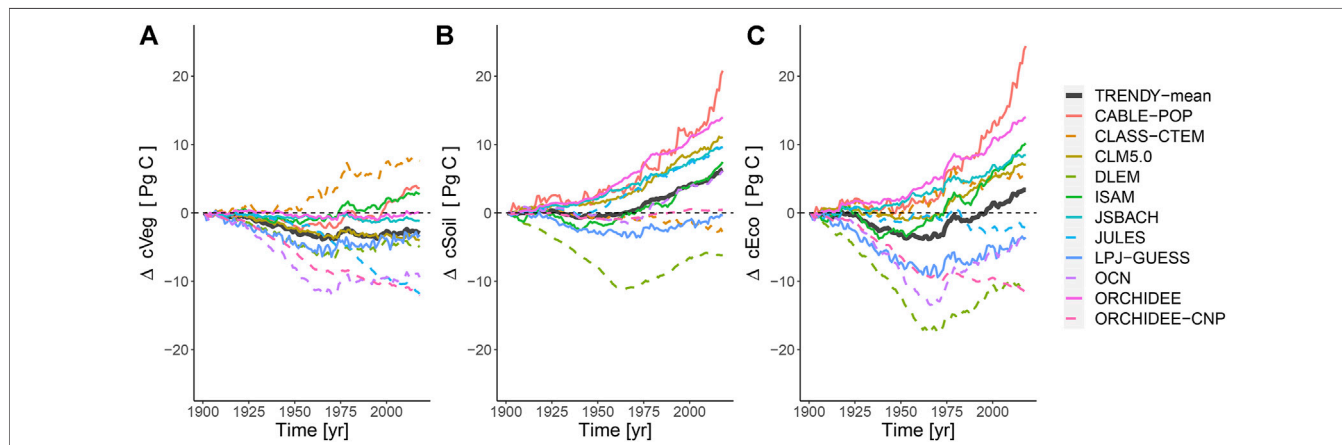 A
Δ cVeg [ Pg C ]
20
10
0
−10
−20
1900 1925 1950 1975 2000
Time [yr]
B
Δ cSoil [ Pg C ]
20
10
0
−10
−20
1900 1925 1950 1975 2000
Time [yr]
C
Δ cEco [ Pg C ]
20
10
0
−10
−20
1900 1925 1950 1975 2000
Time [yr]
TRENDY−mean
CABLE−POP
CLASS−CTEM
CLM5.0
DLEM
ISAM
JSBACH
JULES
LPJ−GUESS
OCN
ORCHIDEE
ORCHIDEE−CNP